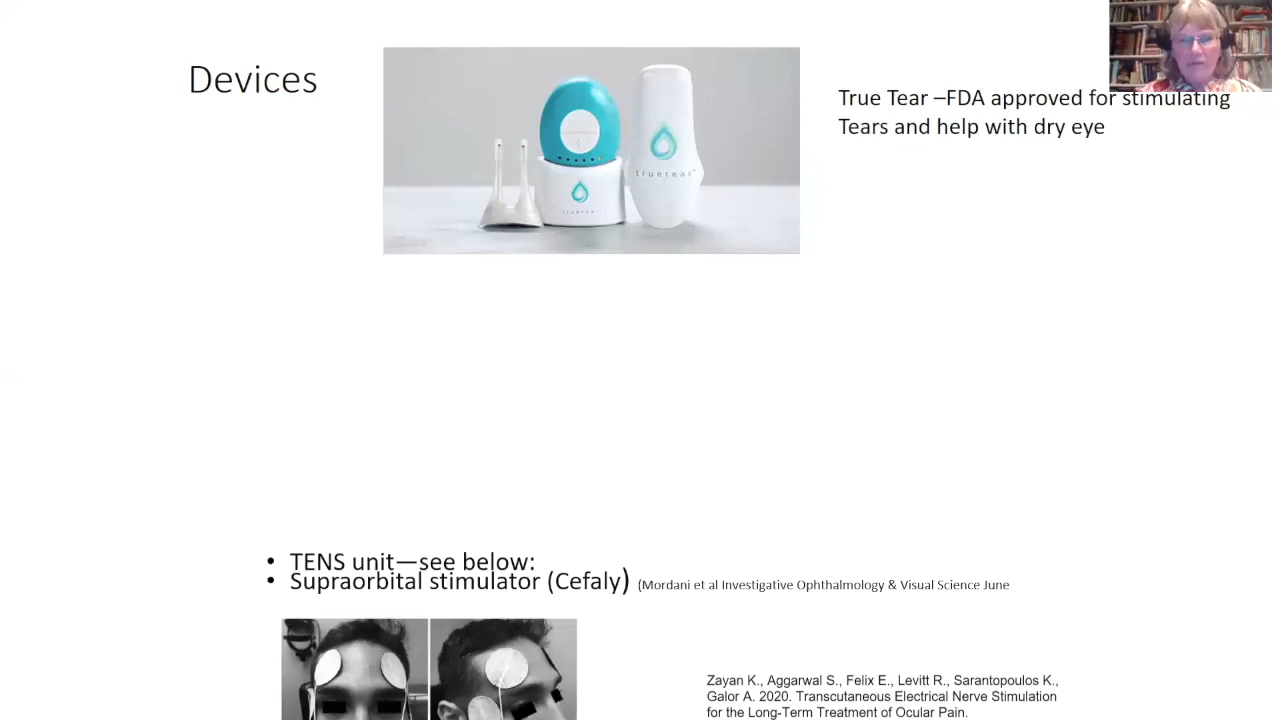 Devices
truetear
truetear
True Tear –FDA approved for stimulating
Tears and help with dry eye
• TENS unit—see below:
• Supraorbital stimulator (Cefaly) (Mordani et al Investigative Ophthalmology & Visual Science June
Zayan K., Aggarwal S., Felix E., Levitt R., Sarantopoulos K.,
Galor A. 2020. Transcutaneous Electrical Nerve Stimulation
for the Long-Term Treatment of Ocular Pain.